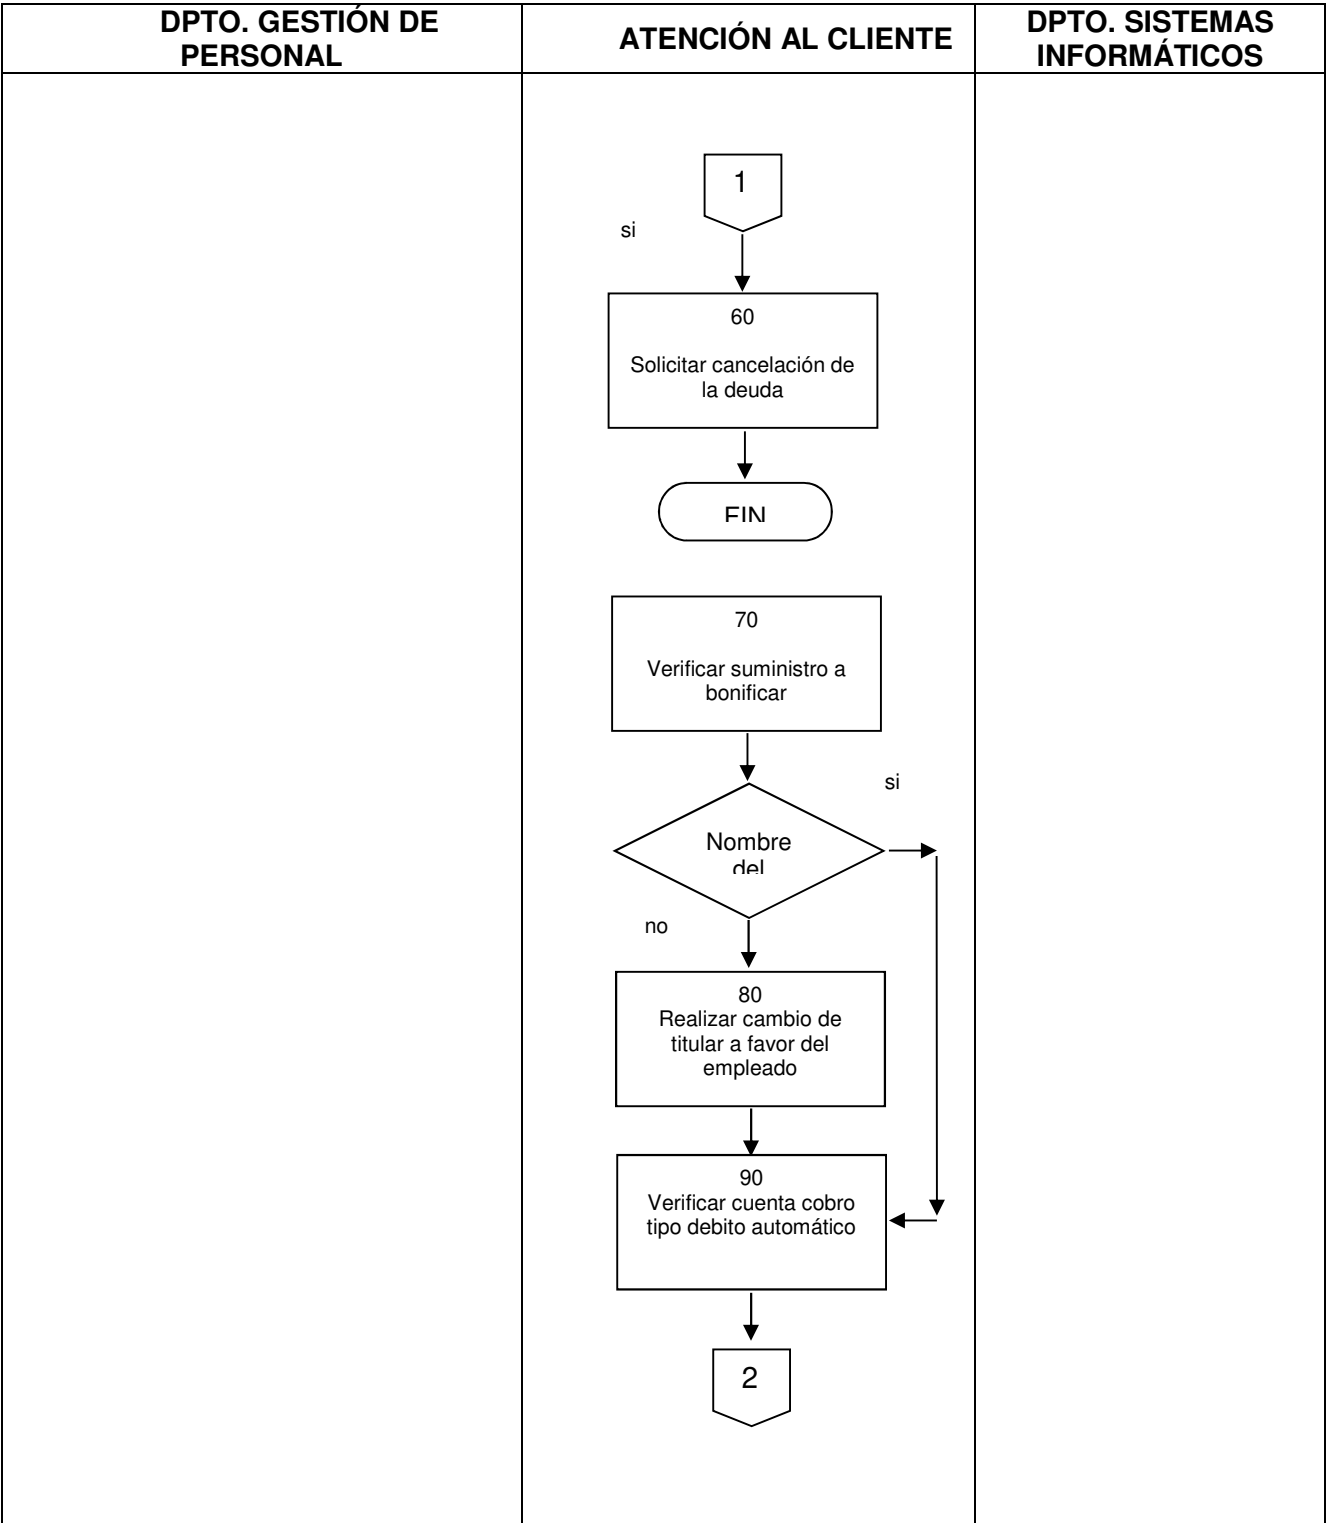 DPTO. GESTIÓN DE
PERSONAL
ATENCIÓN AL CLIENTE
DPTO. SISTEMAS
INFORMÁTICOS
1
si
60
Solicitar cancelación de
la deuda
FIN
70
Verificar suministro a
bonificar
si
Nombre
del
no
80
Realizar cambio de
titular a favor del
empleado
90
Verificar cuenta cobro
tipo debito automático
2